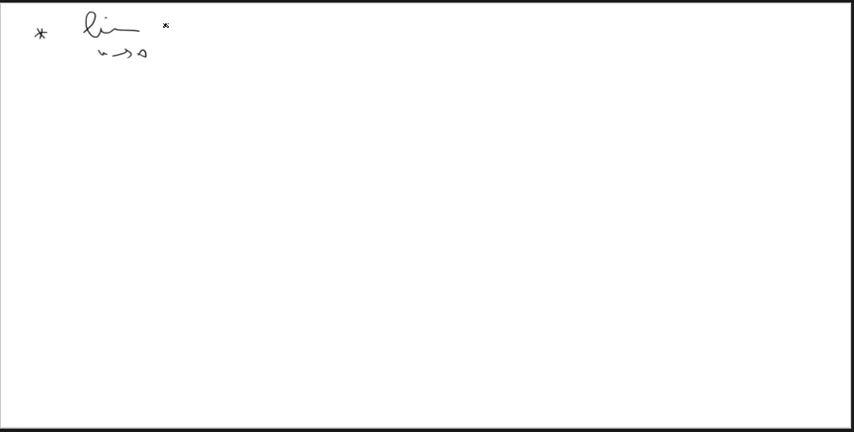 * lim
x → 0